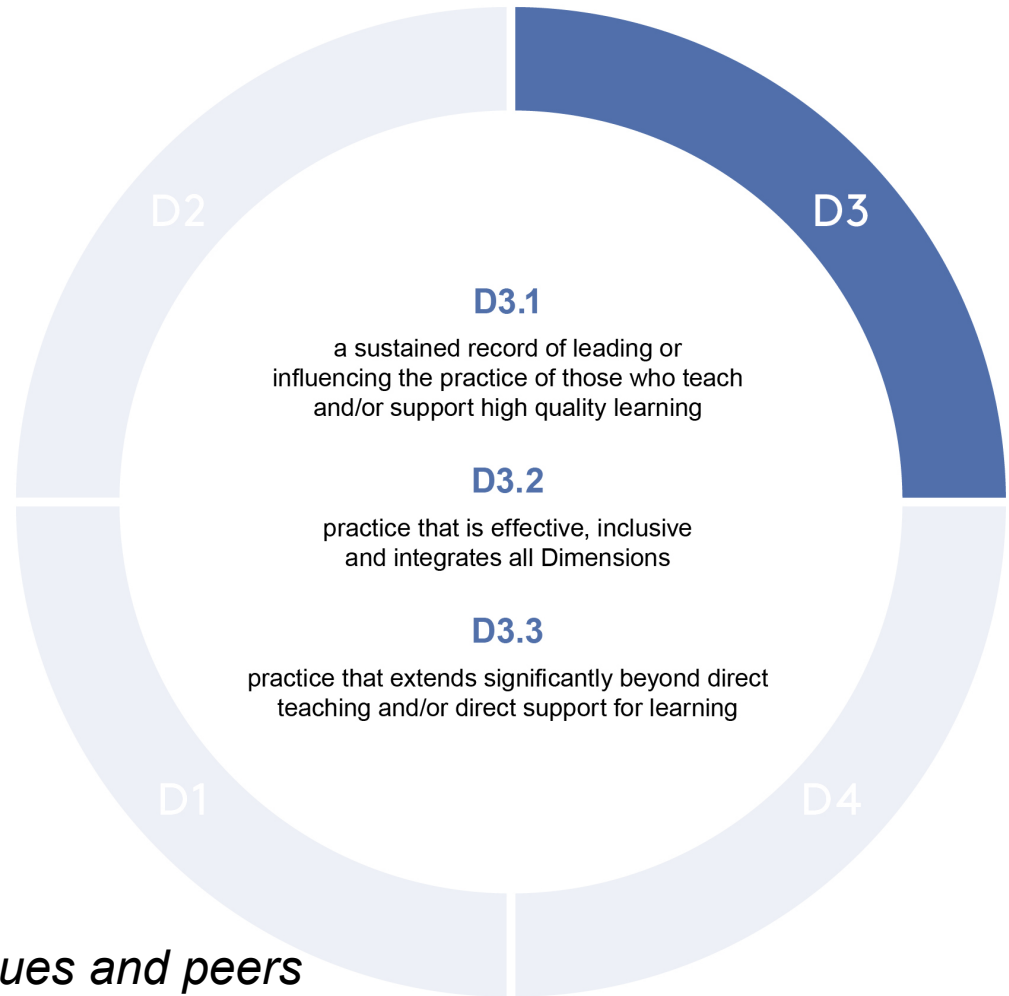 D2
D3
D3.1
a sustained record of leading or
influencing the practice of those who teach
and/or support high quality learning
D3.2
practice that is effective, inclusive
and integrates all Dimensions
D3.3
practice that extends significantly beyond direct
teaching and/or direct support for learning
D1
D4
ues and peers